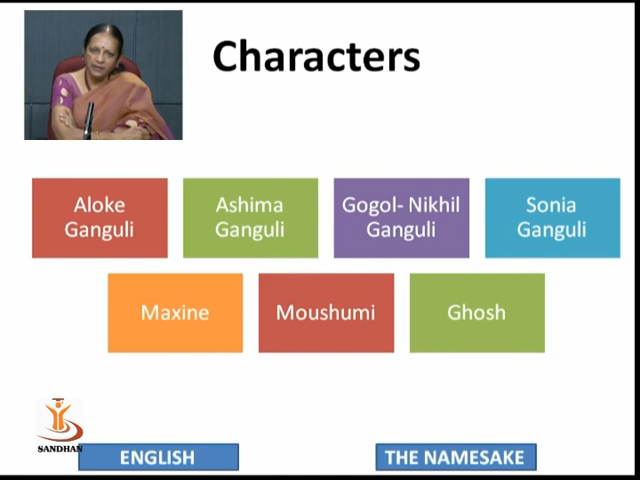 Characters
Aloke
Ganguli
Ashima
Ganguli
Gogol- Nikhil
Ganguli
Sonia
Ganguli
Maxine
Moushumi
Ghosh
SANDHAN
ENGLISH
THE NAMESAKE